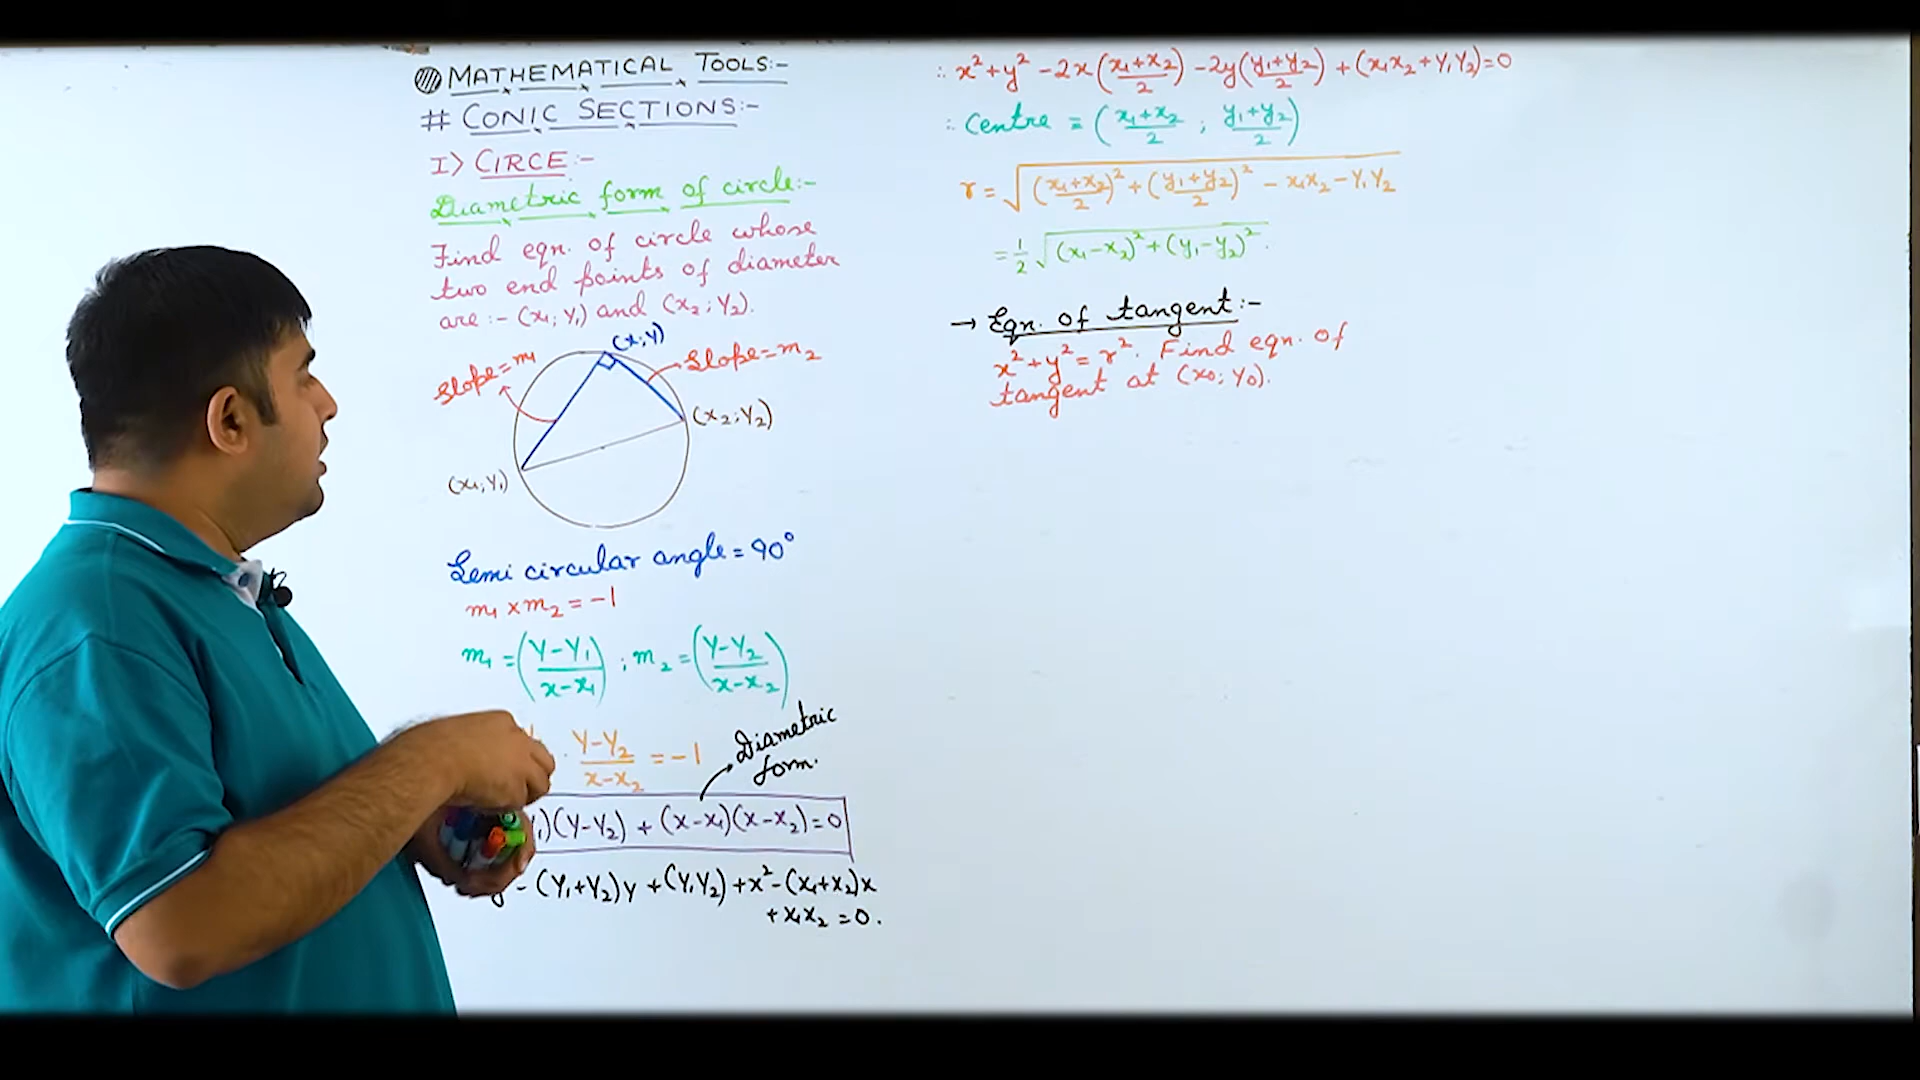 MATHEMATICAL TOOLS:-
# CONIC SECTIONS:-
I> CIRCE:-
Diametric form of circle:-
Find eqn. of circle whose
two end points of diameter
are:- (x₁;y₁) and (x₂;y₂).
(x;y)
Slope=m₁
Slope=m₂
(x₂;y₂)
(x₁;y₁)
Semi circular angle=90°
m₁ x m₂ = -1
m₁ = (y-y₁/x-x₁) ; m₂ = (y-y₂/x-x₂)
. y-y₂/x-x₂ = -1
Diametric
form.
)(y-y₂) + (x-x₁)(x-x₂)=0
- (y₁+y₂)y + (y₁y₂) + x² - (x₁+x₂)x
+ x₁x₂ = 0.
∴ x² + y² - 2x(x₁+x₂/2) - 2y(y₁+y₂/2) + (x₁x₂ + y₁y₂)=0
∴ Centre = (x₁+x₂/2 ; y₁+y₂/2)
r = √(x₁+x₂/2)² + (y₁+y₂/2)² - x₁x₂ - y₁y₂
= 1/2 √(x₁-x₂)² + (y₁-y₂)².
→ Eqn. of tangent:-
x² + y² = r². Find eqn. of
tangent at (x₀; y₀).